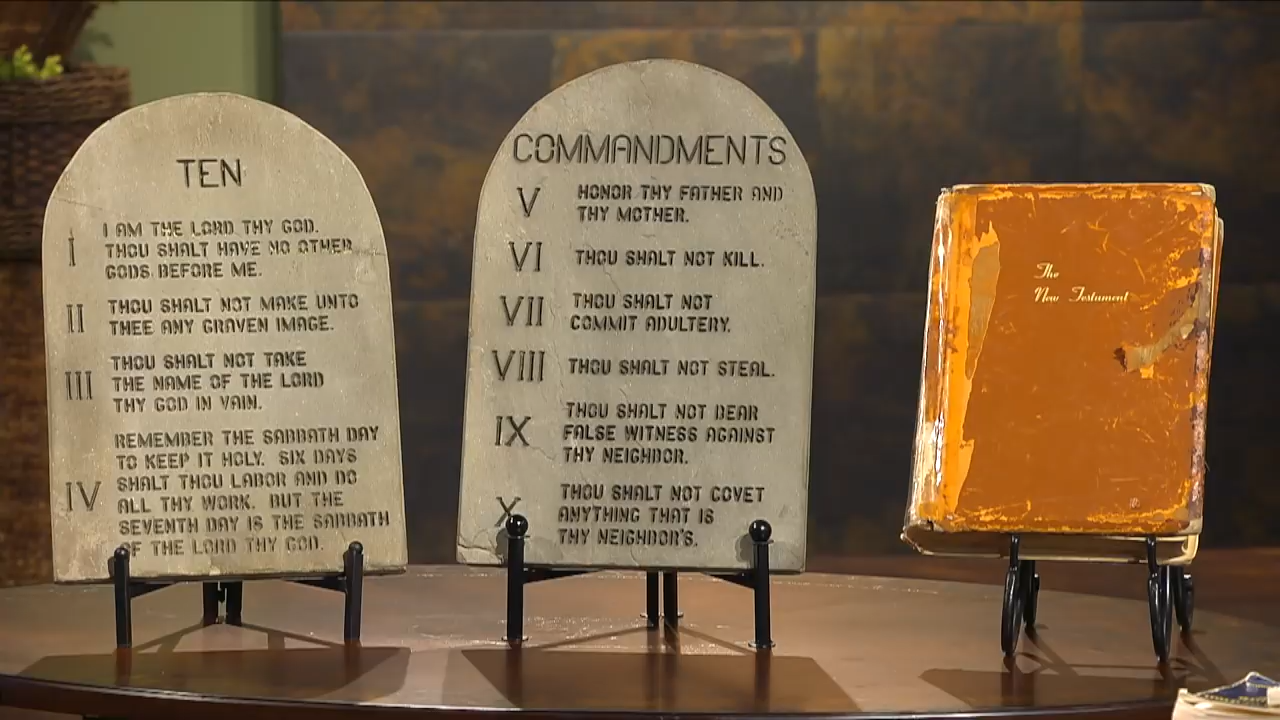 TEN
I
I AM THE LORD THY GOD.
THOU SHALT HAVE NO OTHER
GODS BEFORE ME.
II
THOU SHALT NOT MAKE UNTO
THEE ANY GRAVEN IMAGE.
III
THOU SHALT NOT TAKE
THE NAME OF THE LORD
THY GOD IN VAIN.
IV
REMEMBER THE SABBATH DAY
TO KEEP IT HOLY. SIX DAYS
SHALT THOU LABOR AND DO
ALL THY WORK. BUT THE
SEVENTH DAY IS THE SABBATH
OF THE LORD THY GOD.
COMMANDMENTS
V
HONOR THY FATHER AND
THY MOTHER.
VI
THOU SHALT NOT KILL.
VII
THOU SHALT NOT
COMMIT ADULTERY.
VIII
THOU SHALT NOT STEAL.
IX
THOU SHALT NOT BEAR
FALSE WITNESS AGAINST
THY NEIGHBOR.
X
THOU SHALT NOT COVET
ANYTHING THAT IS
THY NEIGHBOR'S.
The
New Testament